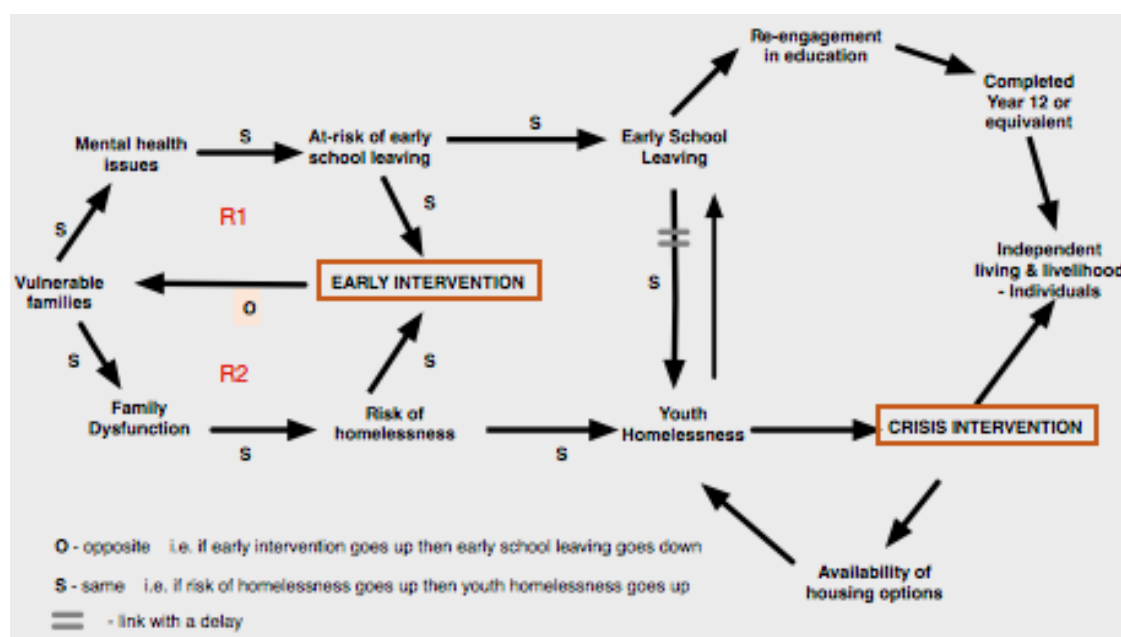 Re-engagement
in education
Completed
Year 12 or
equivalent
Mental health
issues
S
At-risk of early
school leaving
S
Early School
Leaving
S
R1
S
Independent
living & livelihood
- Individuals
Vulnerable
families
EARLY INTERVENTION
S
O
S
R2
S
Family
Dysfunction
Risk of
homelessness
Youth
Homelessness
CRISIS INTERVENTION
S
S
O - opposite i.e. if early intervention goes up then early school leaving goes down
Availability of
housing options
S - same i.e. if risk of homelessness goes up then youth homelessness goes up
- link with a delay